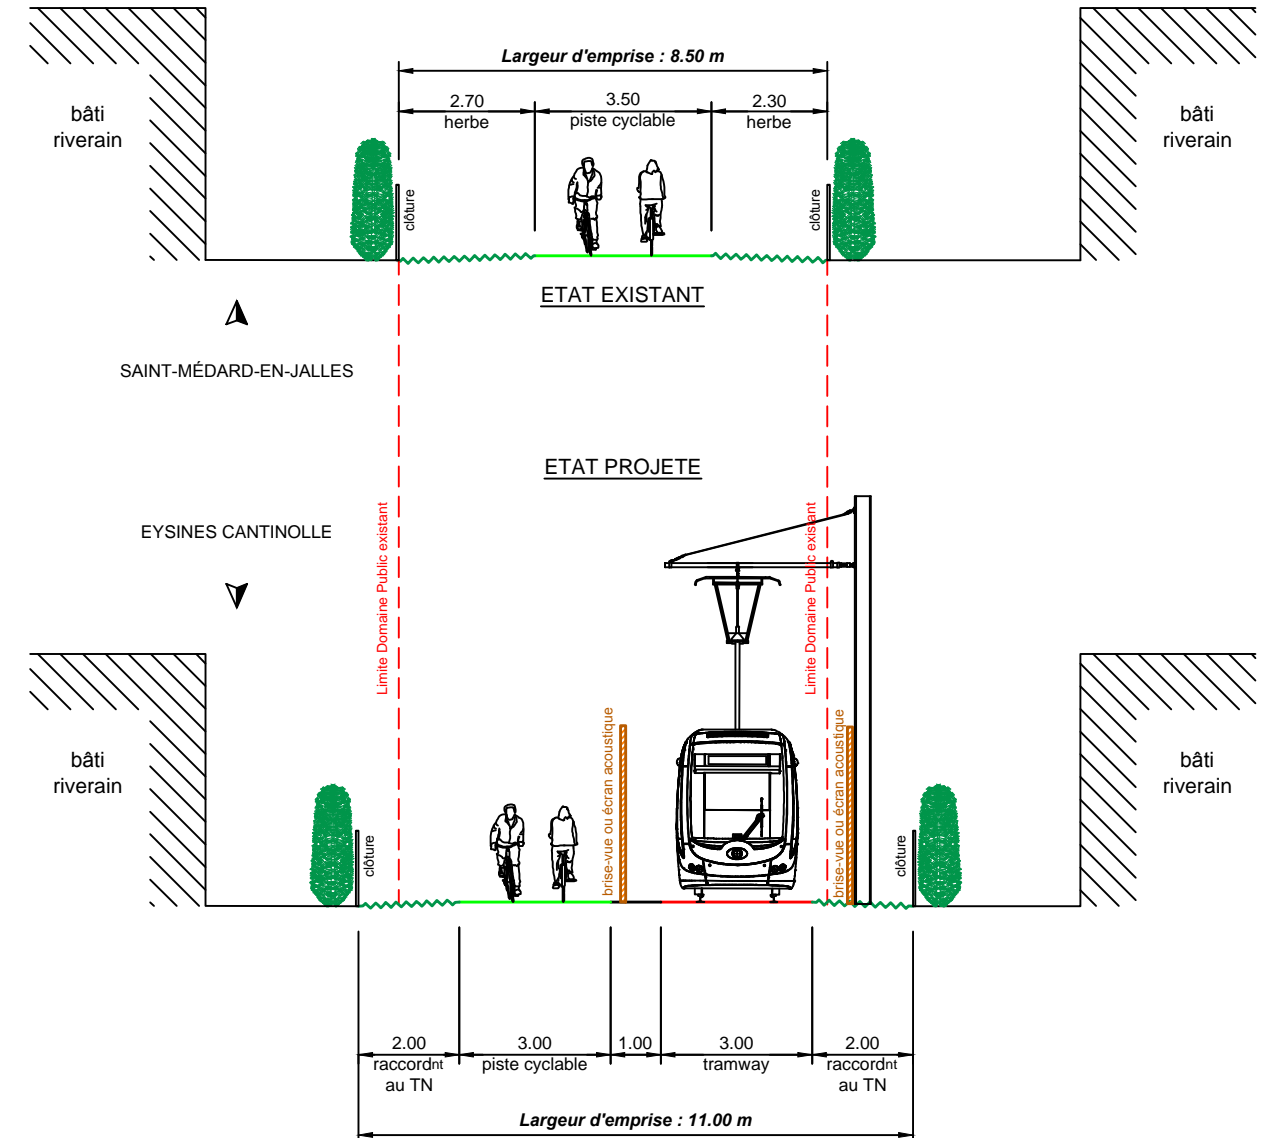 Largeur d'emprise : 8.50 m
2.70
herbe
3.50
piste cyclable
2.30
herbe
bâti
riverain
bâti
riverain
clôture
clôture
ETAT EXISTANT
SAINT-MÉDARD-EN-JALLES
ETAT PROJETE
EYSINES CANTINOLLE
Limite Domaine Public existant
Limite Domaine Public existant
bâti
riverain
bâti
riverain
brise-vue ou écran acoustique
brise-vue ou écran acoustique
clôture
clôture
2.00
raccordnt
au TN
3.00
piste cyclable
1.00
3.00
tramway
2.00
raccordnt
au TN
Largeur d'emprise : 11.00 m